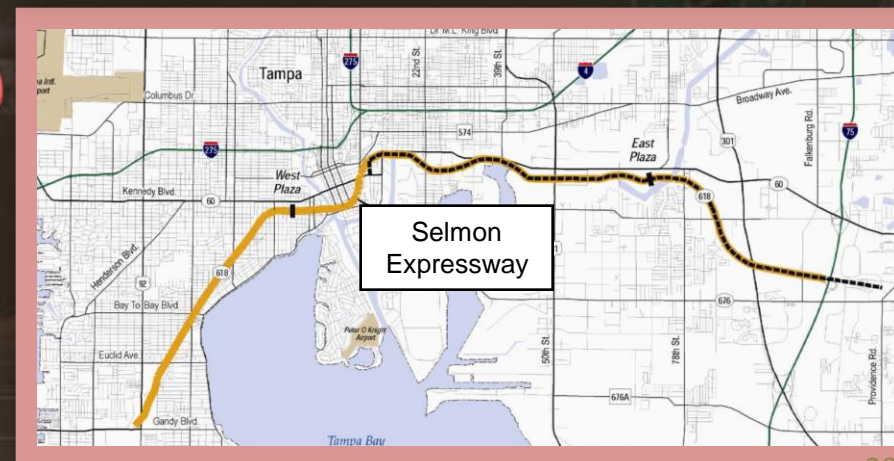 Dr M.L. King Blvd
275
22nd St.
39th St.
4
Tampa
Columbus Dr
Broadway Ave.
Falkenburg Rd.
75
574
301
275
East
Plaza
West
Plaza
Kennedy Blvd.
60
60
618
Selmon
Expressway
Henderson Blvd.
92
618
676
Bay To Bay Blvd
Peter O Knight
Airport
Euclid Ave.
50th St.
78th St.
Providence Rd.
676A
Gandy Blvd.
Tampa Bay